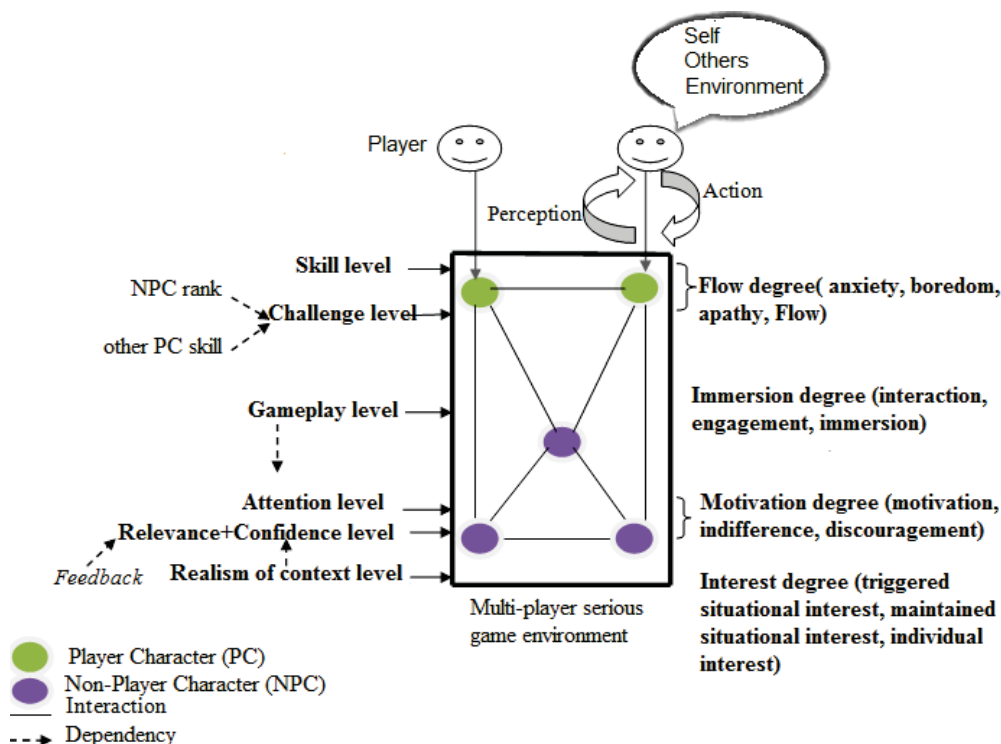 Self
Others
Environment
Player
Perception
Action
Skill level
NPC rank
Challenge level
other PC skill
Flow degree( anxiety, boredom,
apathy, Flow)
Gameplay level
Immersion degree (interaction,
engagement, immersion)
Attention level
Relevance+Confidence level
Feedback
Realism of context level
Motivation degree (motivation,
indifference, discouragement)
Multi-player serious
game environment
Interest degree (triggered
situational interest, maintained
situational interest, individual
interest)
Player Character (PC)
Non-Player Character (NPC)
Interaction
Dependency